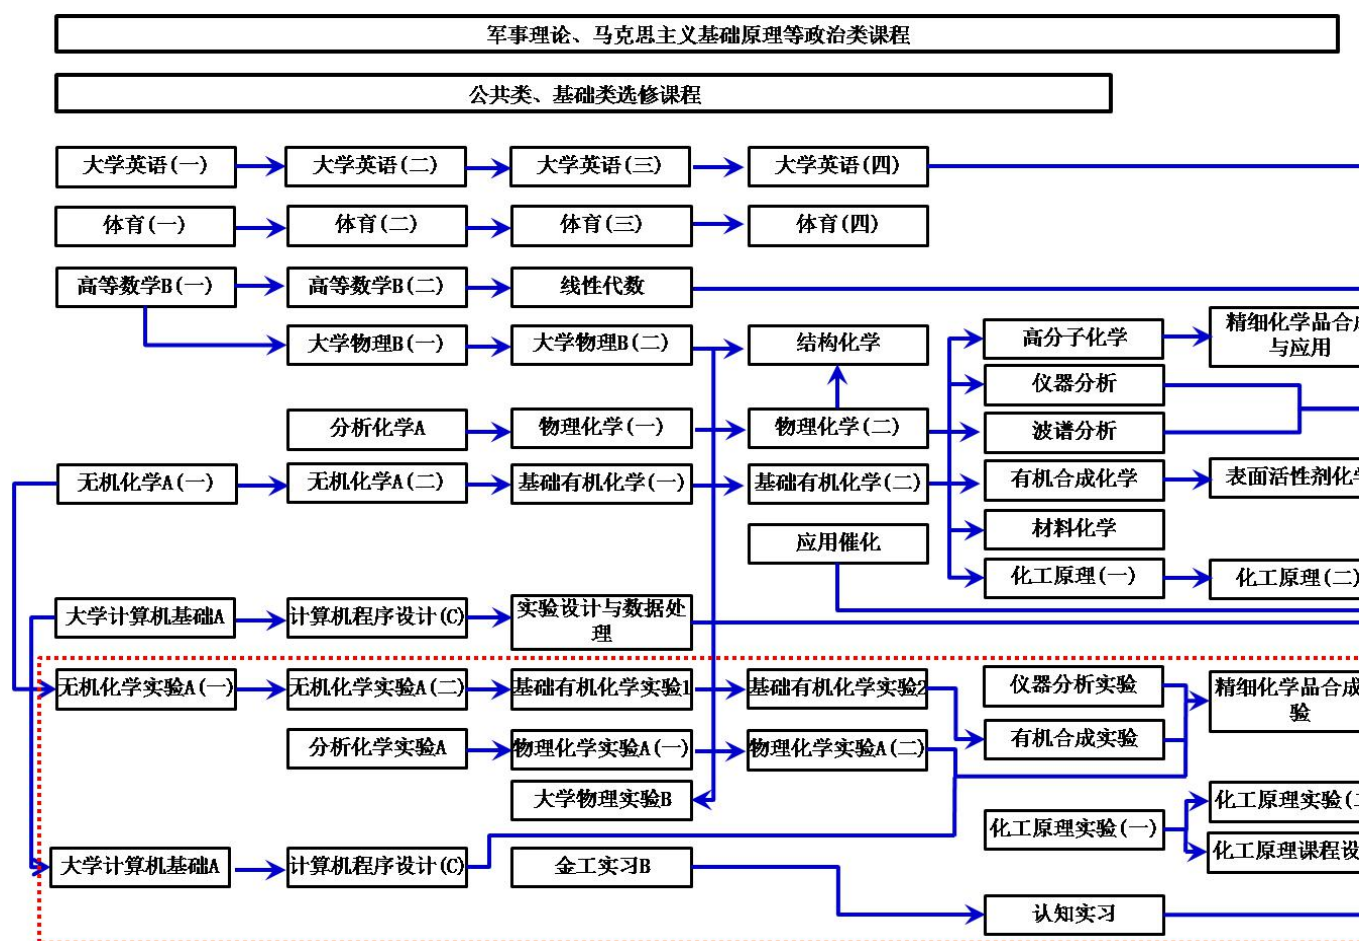 军事理论、马克思主义基础原理等政治类课程
公共类、基础类选修课程
大学英语(一)
大学英语(二)
大学英语(三)
大学英语(四)
体育(一)
体育(二)
体育(三)
体育(四)
高等数学B(一)
高等数学B(二)
线性代数
大学物理B(一)
大学物理B(二)
结构化学
高分子化学
精细化学品合成
与应用
仪器分析
分析化学A
物理化学(一)
物理化学(二)
波谱分析
无机化学A(一)
无机化学A(二)
基础有机化学(一)
基础有机化学(二)
有机合成化学
表面活性剂化学
应用催化
材料化学
化工原理(一)
化工原理(二)
大学计算机基础A
计算机程序设计(C)
实验设计与数据处
理
无机化学实验A(一)
无机化学实验A(二)
基础有机化学实验1
基础有机化学实验2
仪器分析实验
精细化学品合成
验
分析化学实验A
物理化学实验A(一)
物理化学实验A(二)
有机合成实验
大学物理实验B
化工原理实验(一)
化工原理实验(二
化工原理课程设
大学计算机基础A
计算机程序设计(C)
金工实习B
认知实习